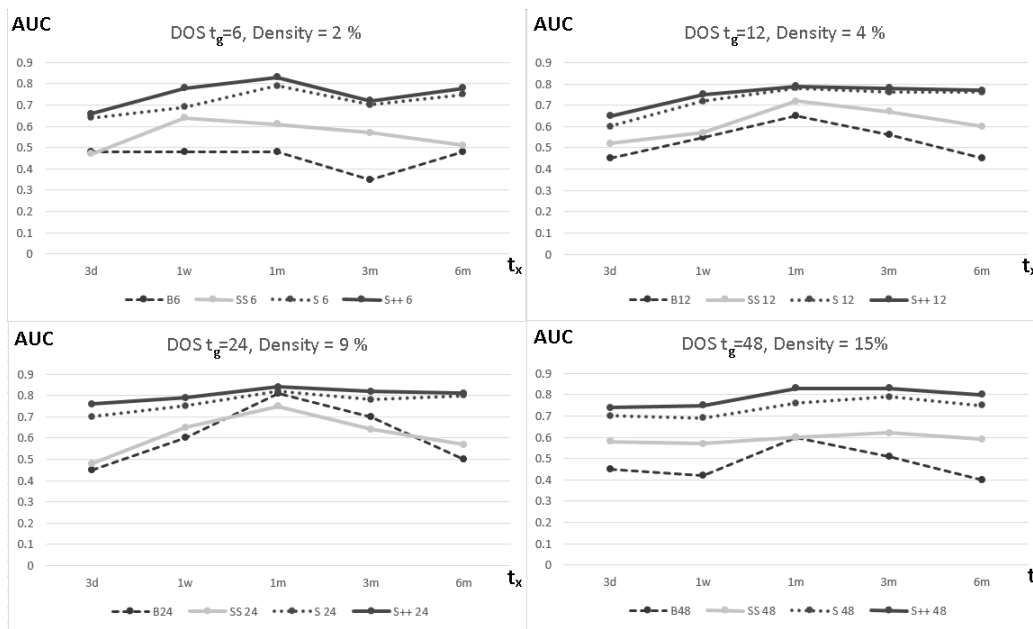 AUC
DOS tg=6, Density = 2 %
0.9
0.8
0.7
0.6
0.5
0.4
0.3
0.2
0.1
0
3d 1w 1m 3m 6m tx
B6 SS 6 S 6 S++ 6
AUC
DOS tg=12, Density = 4 %
0.9
0.8
0.7
0.6
0.5
0.4
0.3
0.2
0.1
0
3d 1w 1m 3m 6m tx
B12 SS 12 S 12 S++ 12
AUC
DOS tg=24, Density = 9 %
0.9
0.8
0.7
0.6
0.5
0.4
0.3
0.2
0.1
0
3d 1w 1m 3m 6m tx
B24 SS 24 S 24 S++ 24
AUC
DOS tg=48, Density = 15%
0.9
0.8
0.7
0.6
0.5
0.4
0.3
0.2
0.1
0
3d 1w 1m 3m 6m t
B48 SS 48 S 48 S++ 48